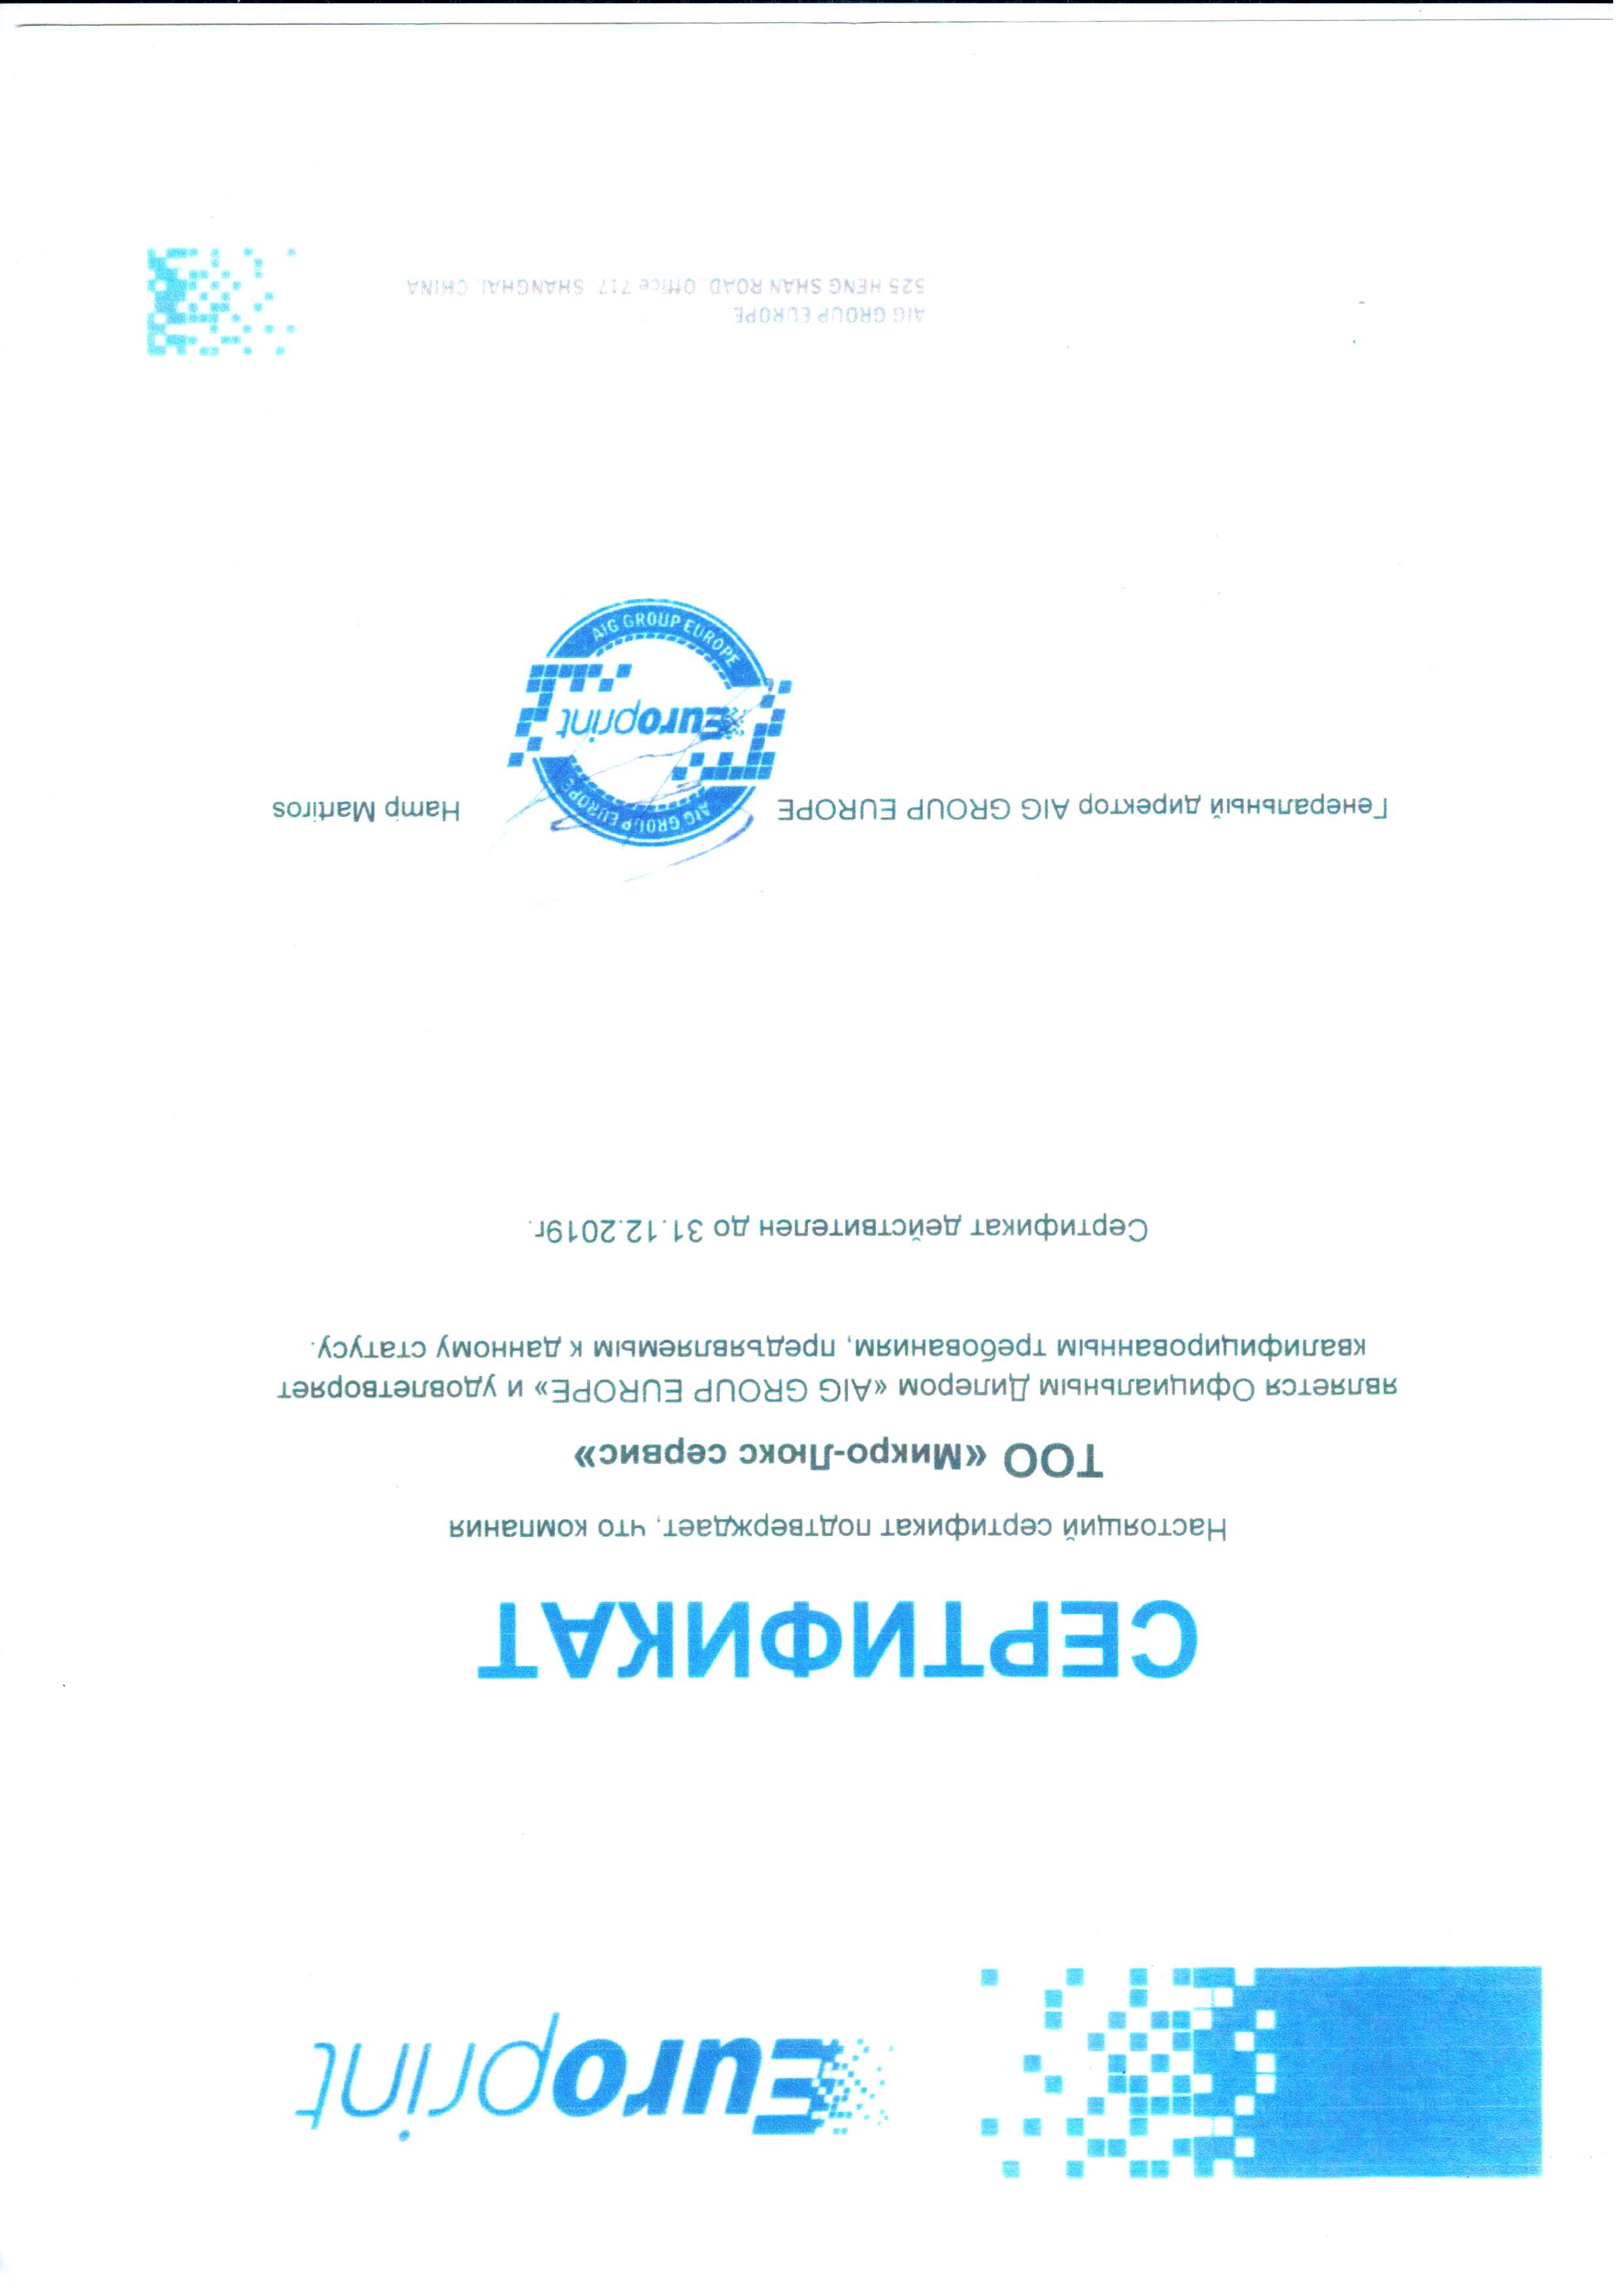 Europrint
СЕРТИФИКАТ
Настоящий сертификат подтверждает, что компания
ТОО «Микро-Люкс сервис»
является Официальным Дилером «AIG GROUP EUROPE» и удовлетворяет
квалифицированным требованиям, предъявляемым к данному статусу.
Сертификат действителен до 31.12.2019г.
Генеральный директор AIG GROUP EUROPE
AIG GROUP EUROPE
Europrint
AIG GROUP EUROPE
Hamp Martiros
AIG GROUP EUROPE
525 HENG SHAN ROAD, Office 717, SHANGHAI, CHINA